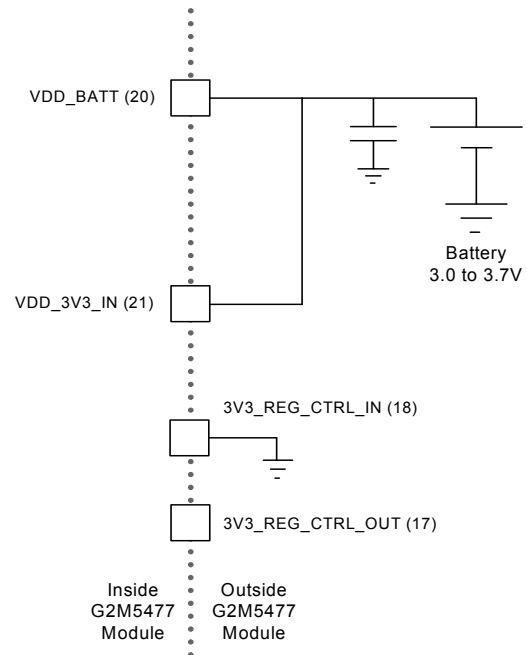 VDD_BATT (20)
Battery
3.0 to 3.7V
VDD_3V3_IN (21)
3V3_REG_CTRL_IN (18)
3V3_REG_CTRL_OUT (17)
Inside
G2M5477
Module
Outside
G2M5477
Module